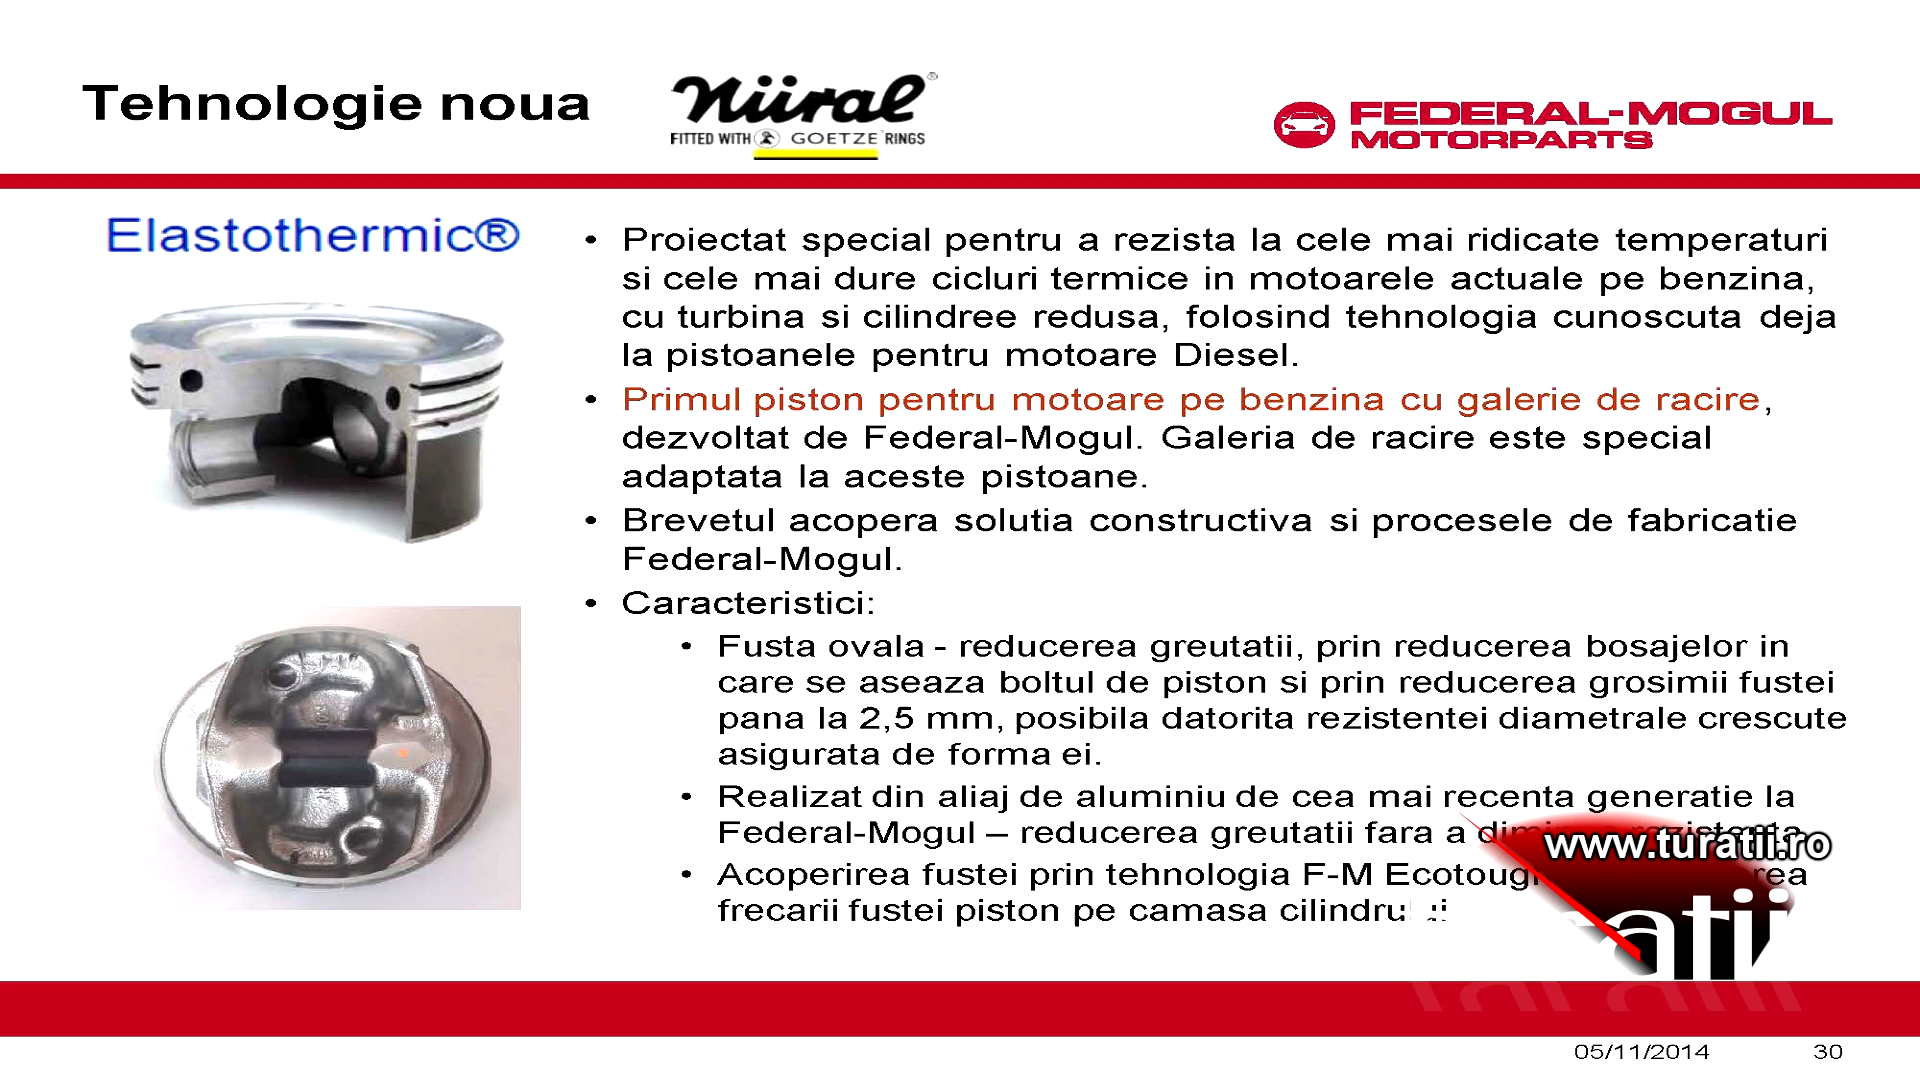 Tehnologie noua
Nüral®
FITTED WITH GOETZE RINGS
FEDERAL-MOGUL
MOTORPARTS
Elastothermic®
• Proiectat special pentru a rezista la cele mai ridicate temperaturi
si cele mai dure cicluri termice in motoarele actuale pe benzina,
cu turbina si cilindree redusa, folosind tehnologia cunoscuta deja
la pistoanele pentru motoare Diesel.
• Primul piston pentru motoare pe benzina cu galerie de racire,
dezvoltat de Federal-Mogul. Galeria de racire este special
adaptata la aceste pistoane.
• Brevetul acopera solutia constructiva si procesele de fabricatie
Federal-Mogul.
• Caracteristici:
• Fusta ovala - reducerea greutatii, prin reducerea bosajelor in
care se aseaza boltul de piston si prin reducerea grosimii fustei
pana la 2,5 mm, posibila datorita rezistentei diametrale crescute
asigurata de forma ei.
• Realizat din aliaj de aluminiu de cea mai recenta generatie la
Federal-Mogul – reducerea greutatii fara a
• Acoperirea fustei prin tehnologia F-M
frecarii fustei piston pe camasa cilindrului
www.turatii.ro
05/11/2014
30